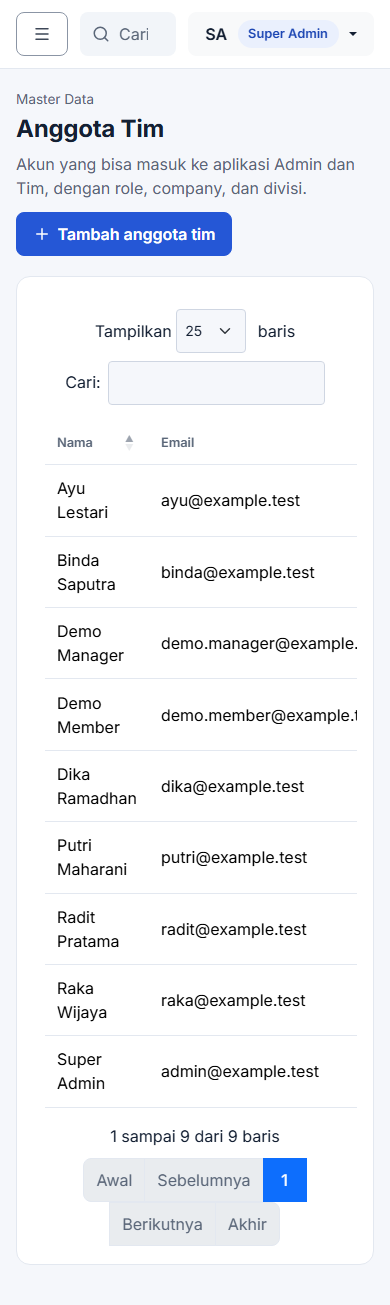 Cari
SA Super Admin
Master Data
Anggota Tim
Akun yang bisa masuk ke aplikasi Admin dan
Tim, dengan role, company, dan divisi.
+ Tambah anggota tim
Tampilkan 25 baris
Cari:
Nama Email
Ayu
Lestari
ayu@example.test
Binda
Saputra
binda@example.test
Demo
Manager
demo.manager@example.
Demo
Member
demo.member@example.t
Dika
Ramadhan
dika@example.test
Putri
Maharani
putri@example.test
Radit
Pratama
radit@example.test
Raka
Wijaya
raka@example.test
Super
Admin
admin@example.test
1 sampai 9 dari 9 baris
Awal Sebelumnya 1
Berikutnya Akhir